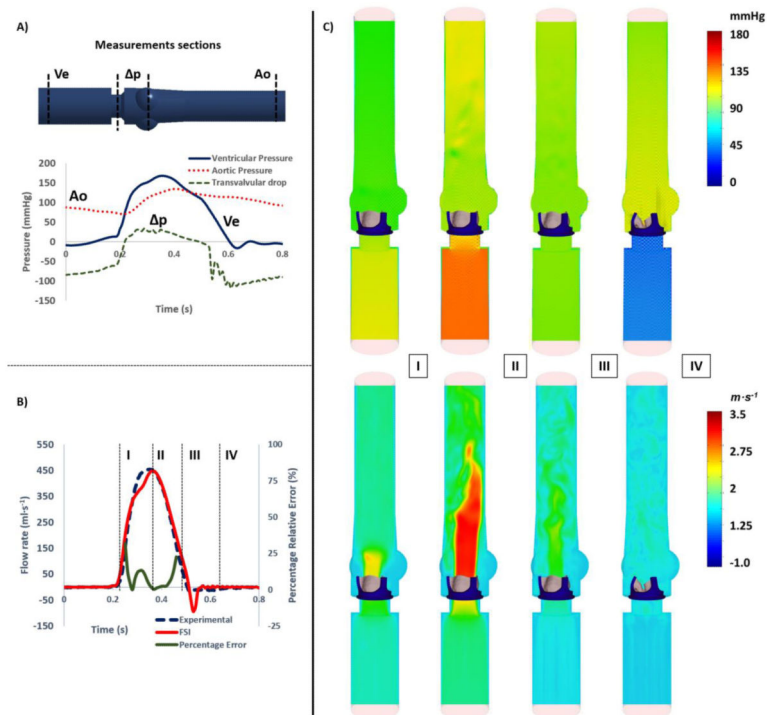 A)
Measurements sections
Ve
Δp
Ao
200
150
100
50
0
-50
-100
-150
Pressure (mmHg)
Ventricular Pressure
Aortic Pressure
Transvalvular drop
Ao
Δp
Ve
0.0
0.2
0.4
0.6
0.8
Time (s)
B)
550
450
350
250
150
50
-50
-150
Flow rate (ml·s⁻¹)
I
II
III
IV
100
75
50
25
0
-25
Percentage Relative Error (%)
0.0
0.2
0.4
0.6
0.8
Time (s)
Experimental
FSI
Percentage Error
C)
mmHg
180
135
90
45
0
I
II
III
IV
m·s⁻¹
3.5
2.75
2
1.25
-1.0